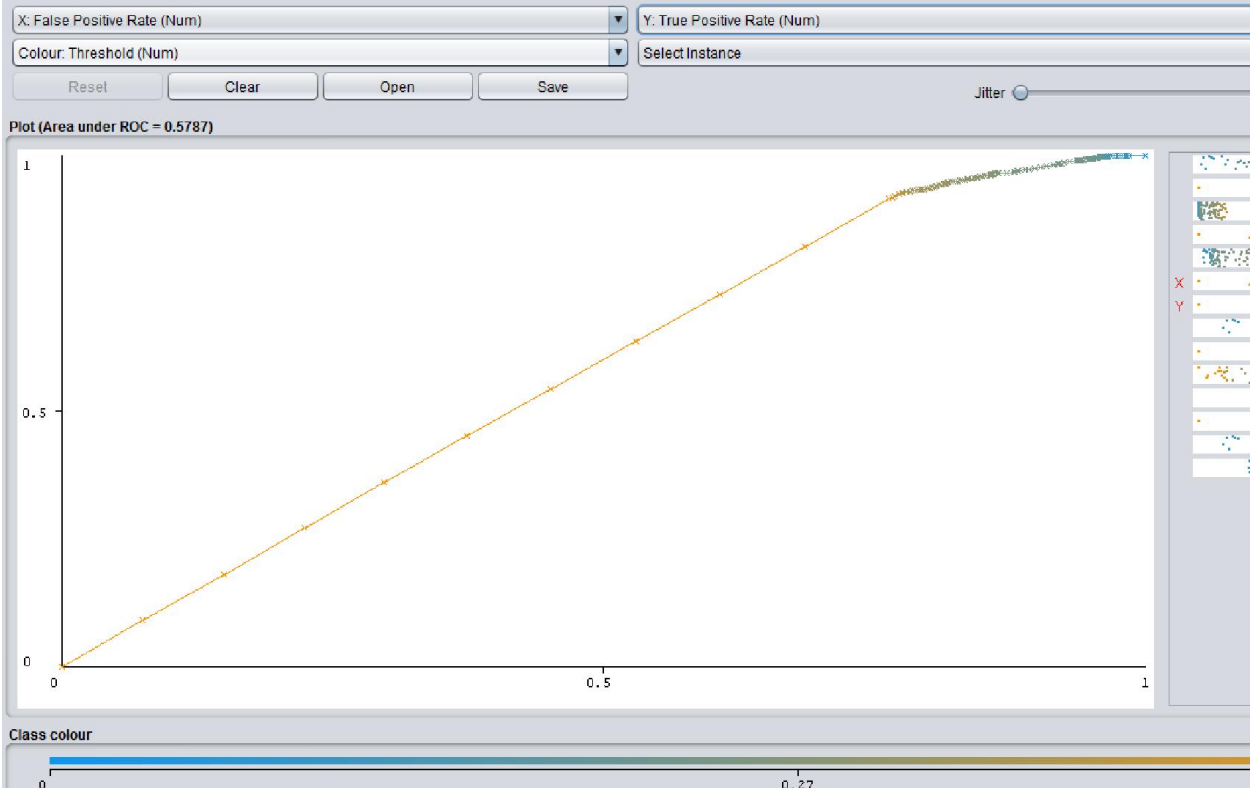 X: False Positive Rate (Num) Y: True Positive Rate (Num)
Colour: Threshold (Num) Select Instance
Reset Clear Open Save Jitter
Plot (Area under ROC = 0.5787)
1
0.5
0
0 0.5 1
X
Y
Class colour
0 0.27